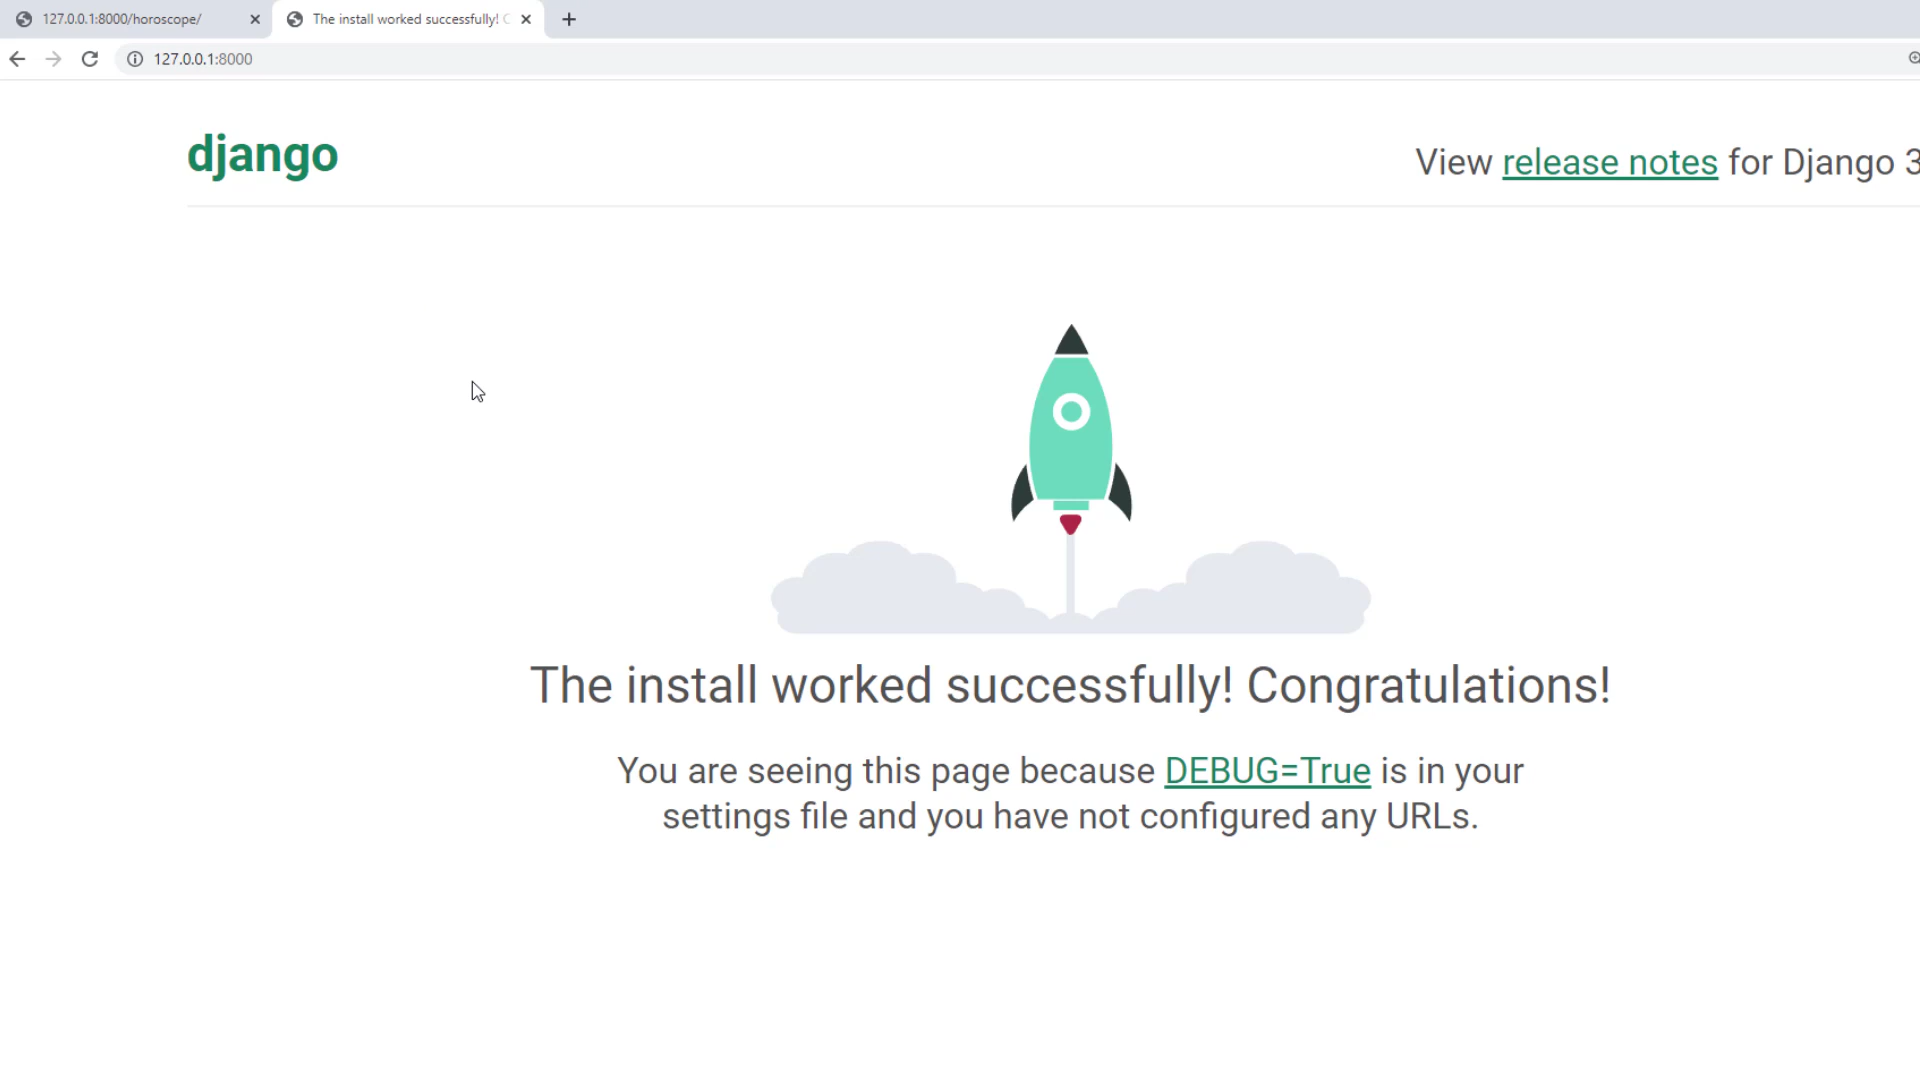 127.0.0.1:8000/horoscope/
The install worked successfully!
127.0.0.1:8000
django
View release notes for Django 3
The install worked successfully! Congratulations!
You are seeing this page because DEBUG=True is in your
settings file and you have not configured any URLs.